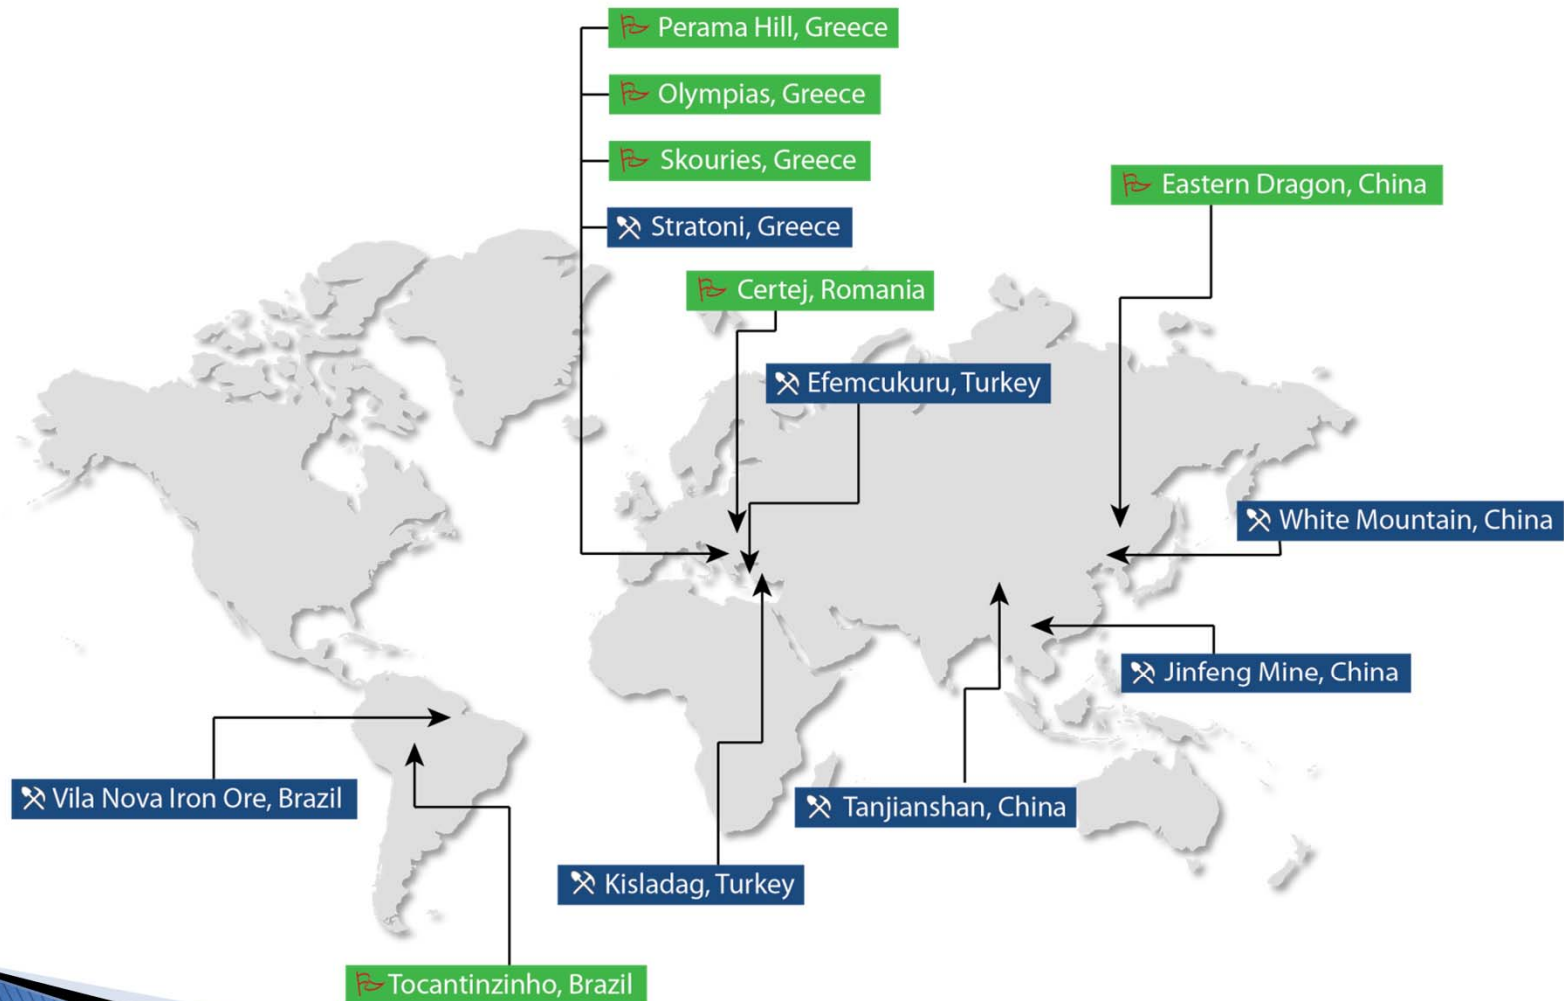 Perama Hill, Greece
Olympias, Greece
Skouries, Greece
Eastern Dragon, China
Stratoni, Greece
Certej, Romania
Efemcukuru, Turkey
White Mountain, China
Jinfeng Mine, China
Vila Nova Iron Ore, Brazil
Tanjianshan, China
Kisladag, Turkey
Tocantinzinho, Brazil